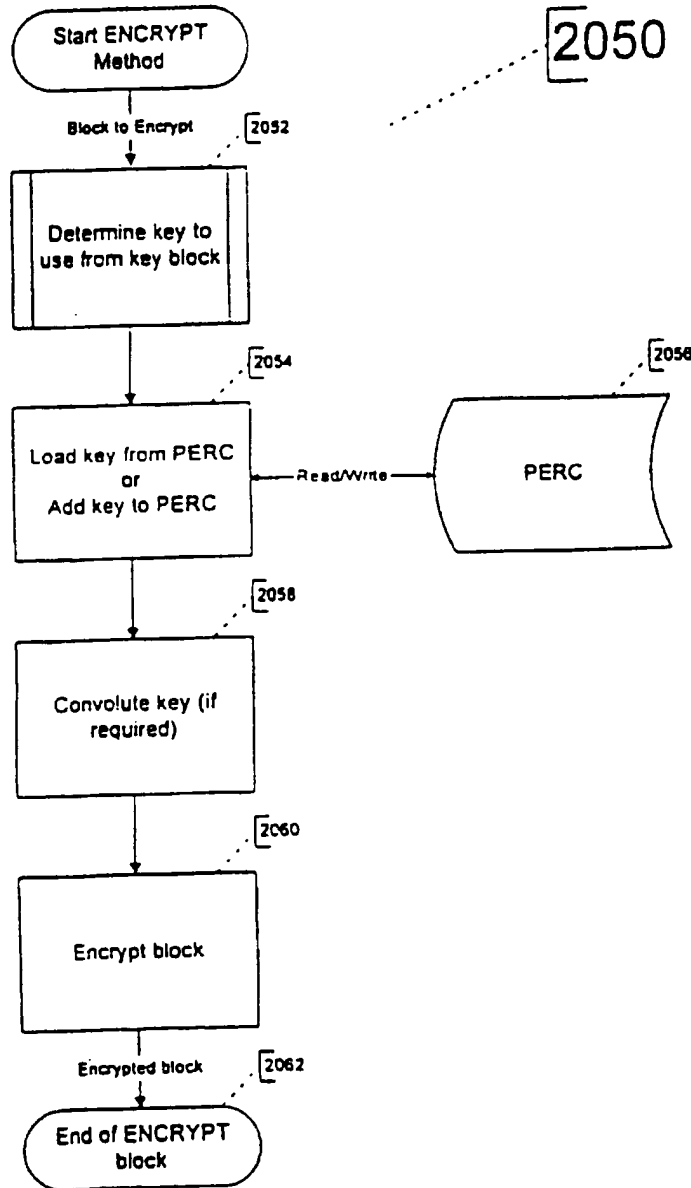 Start ENCRYPT
Method
2050
Block to Encrypt
2052
Determine key to
use from key block
2054
2056
Load key from PERC
or
Add key to PERC
Read/Write
PERC
2058
Convolute key (if
required)
2060
Encrypt block
Encrypted block
2062
End of ENCRYPT
block